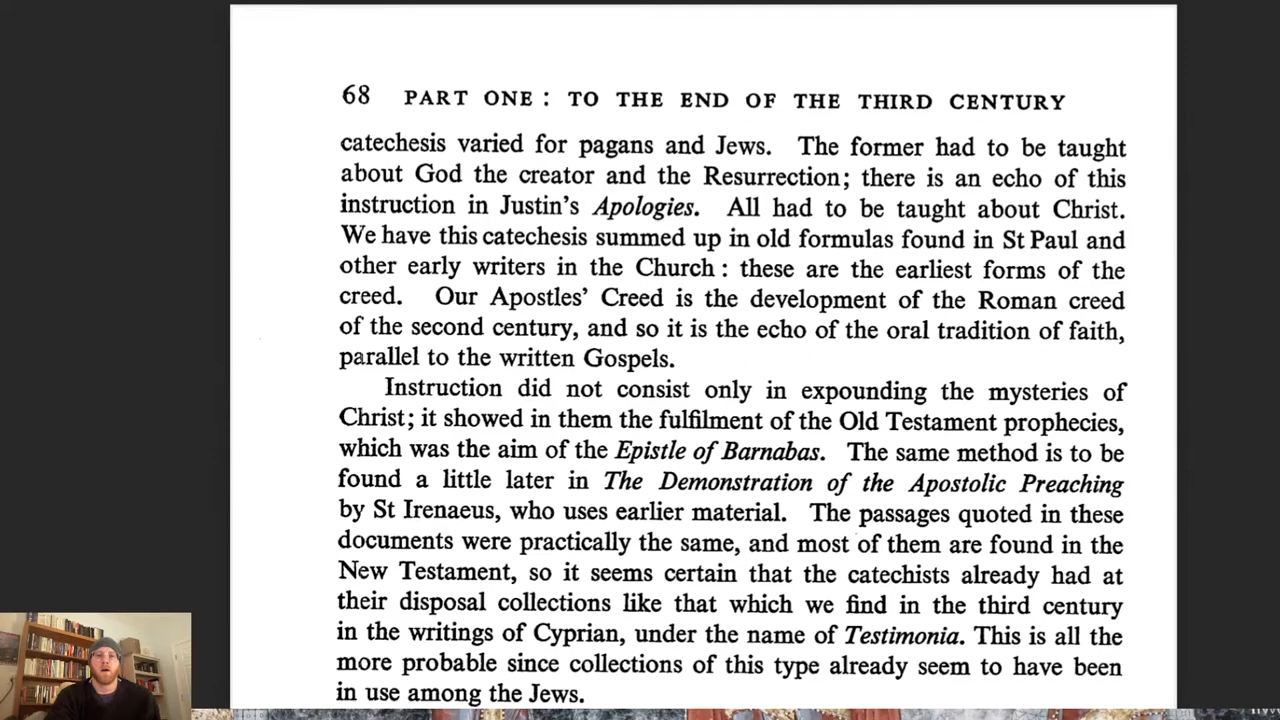 68 PART ONE : TO THE END OF THE THIRD CENTURY
catechesis varied for pagans and Jews. The former had to be taught
about God the creator and the Resurrection; there is an echo of this
instruction in Justin's Apologies. All had to be taught about Christ.
We have this catechesis summed up in old formulas found in St Paul and
other early writers in the Church : these are the earliest forms of the
creed. Our Apostles' Creed is the development of the Roman creed
of the second century, and so it is the echo of the oral tradition of faith,
parallel to the written Gospels.
Instruction did not consist only in expounding the mysteries of
Christ; it showed in them the fulfilment of the Old Testament prophecies,
which was the aim of the Epistle of Barnabas. The same method is to be
found a little later in The Demonstration of the Apostolic Preaching
by St Irenaeus, who uses earlier material. The passages quoted in these
documents were practically the same, and most of them are found in the
New Testament, so it seems certain that the catechists already had at
their disposal collections like that which we find in the third century
in the writings of Cyprian, under the name of Testimonia. This is all the
more probable since collections of this type already seem to have been
in use among the Jews.